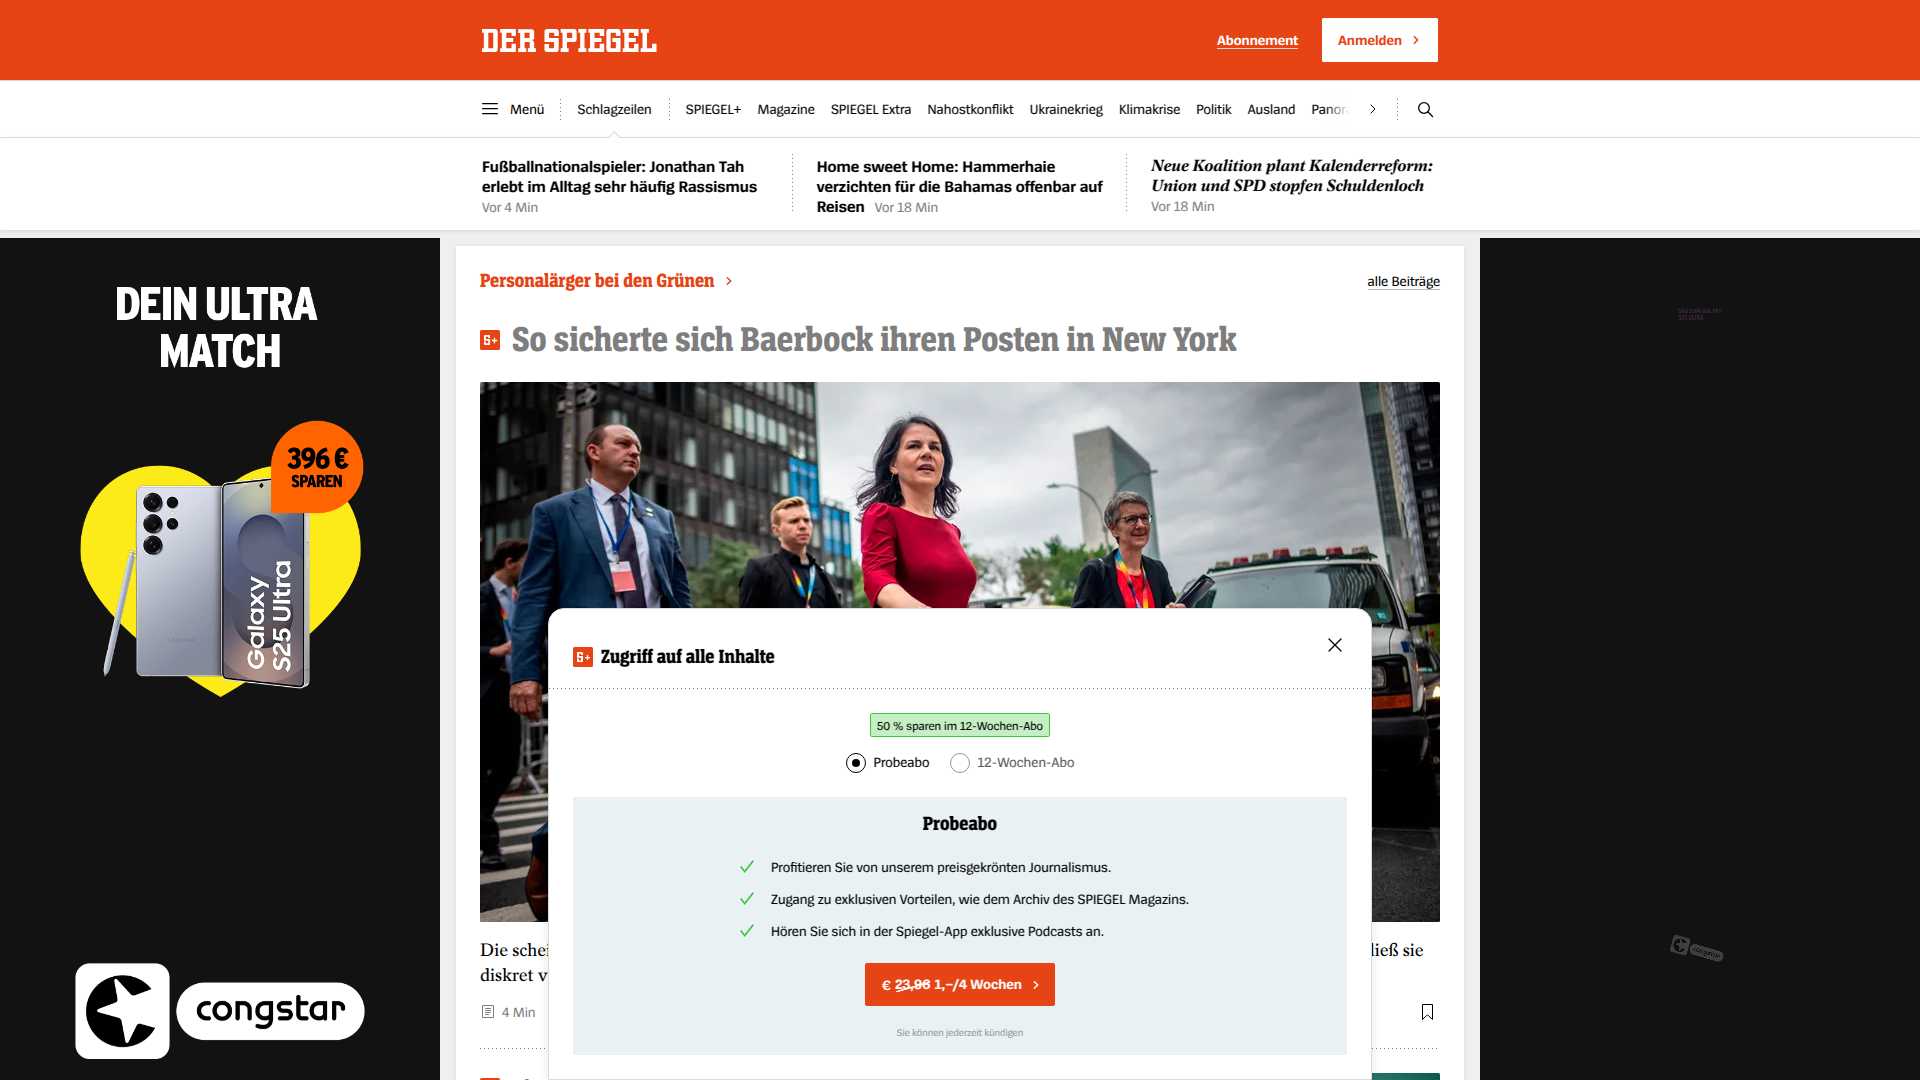 DER SPIEGEL
Abonnement
Anmelden
Menü
Schlagzeilen
SPIEGEL+
Magazine
SPIEGEL Extra
Nahostkonflikt
Ukrainekrieg
Klimakrise
Politik
Ausland
Panor
Fußballnationalspieler: Jonathan Tah
erlebt im Alltag sehr häufig Rassismus
Vor 4 Min
Home sweet Home: Hammerhaie
verzichten für die Bahamas offenbar auf
Reisen Vor 18 Min
Neue Koalition plant Kalenderreform:
Union und SPD stopfen Schuldenloch
Vor 18 Min
DEIN ULTRA
MATCH
396 €
SPAREN
Galaxy
S25 Ultra
congstar
Personalärger bei den Grünen
alle Beiträge
So sicherte sich Baerbock ihren Posten in New York
Zugriff auf alle Inhalte
50 % sparen im 12-Wochen-Abo
Probeabo
12-Wochen-Abo
Probeabo
Profitieren Sie von unserem preisgekrönten Journalismus.
Zugang zu exklusiven Vorteilen, wie dem Archiv des SPIEGEL Magazins.
Hören Sie sich in der Spiegel-App exklusive Podcasts an.
€ 23,96 1,–/4 Wochen
Sie können jederzeit kündigen
Die schei
ließ sie
diskret v
4 Min